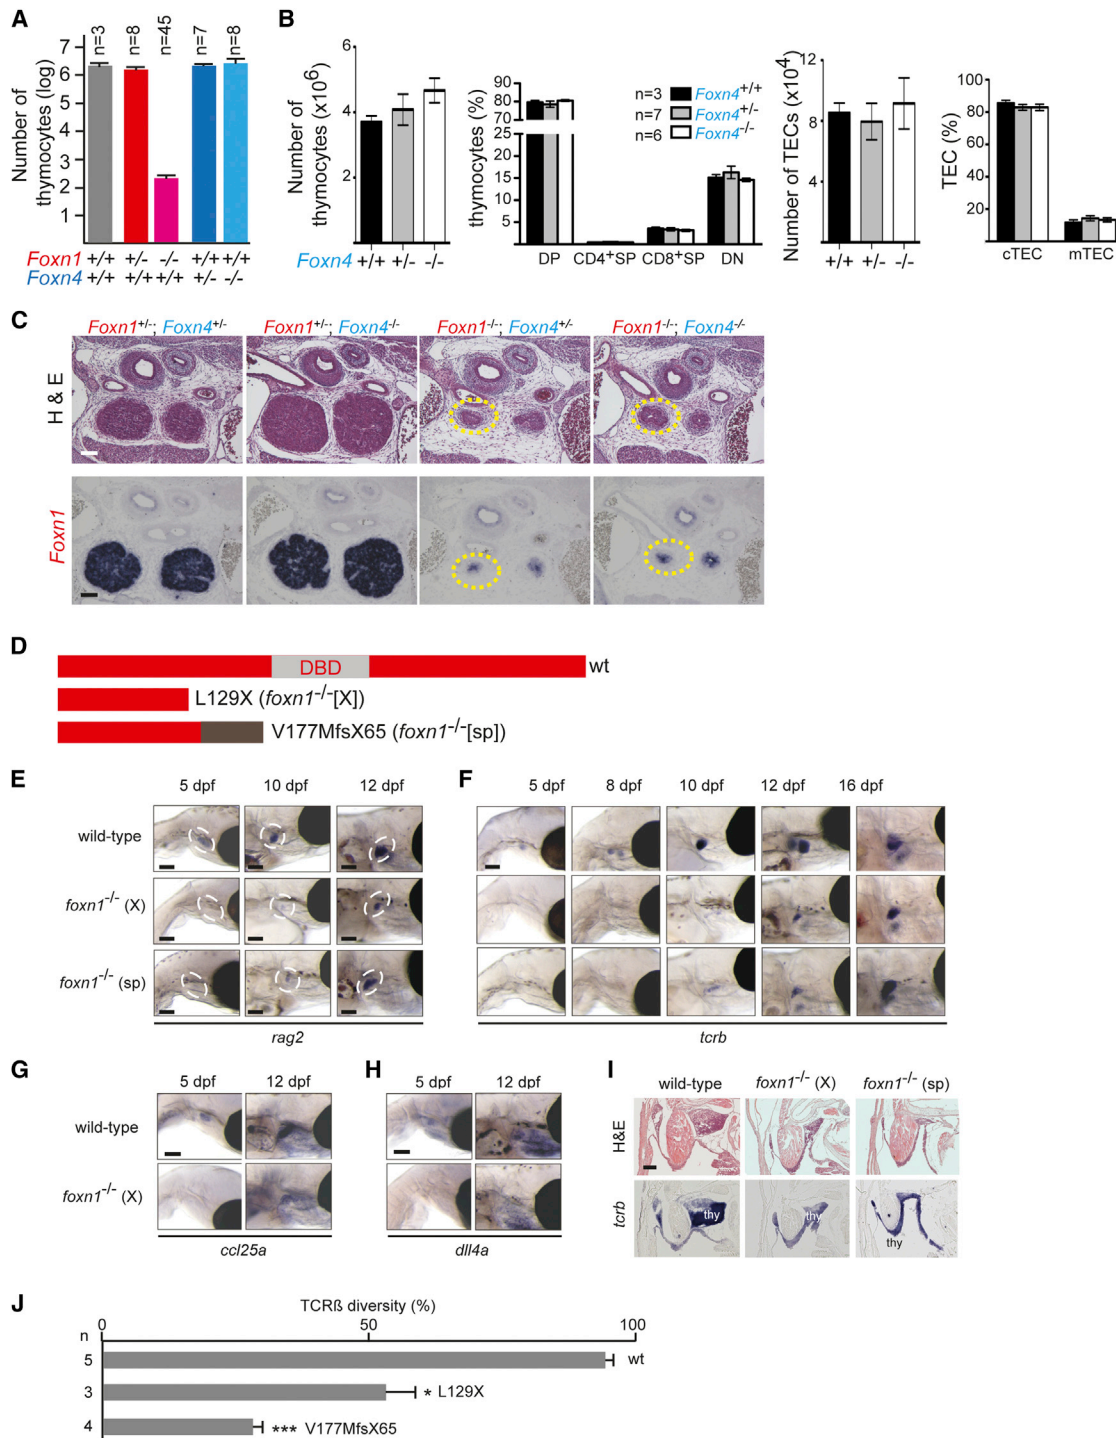 A
n=3
n=8
n=45
n=7
n=8
Number of
thymocytes (log)
7
6
5
4
3
2
1
Foxn1 +/+ +/- -/- +/+ +/+
Foxn4 +/+ +/+ +/+ +/- -/-
B
Number of
thymocytes (x10⁶)
6
4
2
Foxn4 +/+ +/- -/-
thymocytes (%)
90
80
70
25
20
15
10
5
DP CD4⁺SP CD8⁺SP DN
n=3 Foxn4⁺/⁺
n=7 Foxn4⁺/⁻
n=6 Foxn4⁻/⁻
Number of TECs (x10⁴)
12
8
4
+/+ +/- -/-
TEC (%)
100
80
60
40
20
cTEC mTEC
C
Foxn1⁺/⁻; Foxn4⁺/⁻ Foxn1⁺/⁻; Foxn4⁻/⁻ Foxn1⁻/⁻; Foxn4⁺/⁻ Foxn1⁻/⁻; Foxn4⁻/⁻
H & E
Foxn1
D
DBD wt
L129X (foxn1⁻/⁻[X])
V177MfsX65 (foxn1⁻/⁻[sp])
E
5 dpf 10 dpf 12 dpf
wild-type
foxn1⁻/⁻ (X)
foxn1⁻/⁻ (sp)
rag2
F
5 dpf 8 dpf 10 dpf 12 dpf 16 dpf
tcrb
G
5 dpf 12 dpf
wild-type
foxn1⁻/⁻ (X)
ccl25a
H
5 dpf 12 dpf
dll4a
I
wild-type foxn1⁻/⁻ (X) foxn1⁻/⁻ (sp)
H&E
tcrb
thy
thy
*
thy
J
TCRß diversity (%)
0 50 100
n
5 wt
3 * L129X
4 *** V177MfsX65